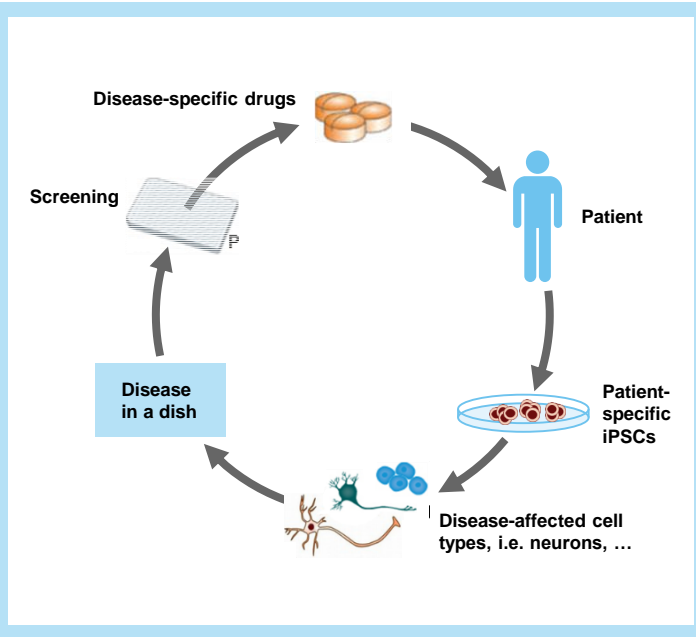 Disease-specific drugs
Screening
P
Patient
Disease
in a dish
Patient-
specific
iPSCs
Disease-affected cell
types, i.e. neurons, …